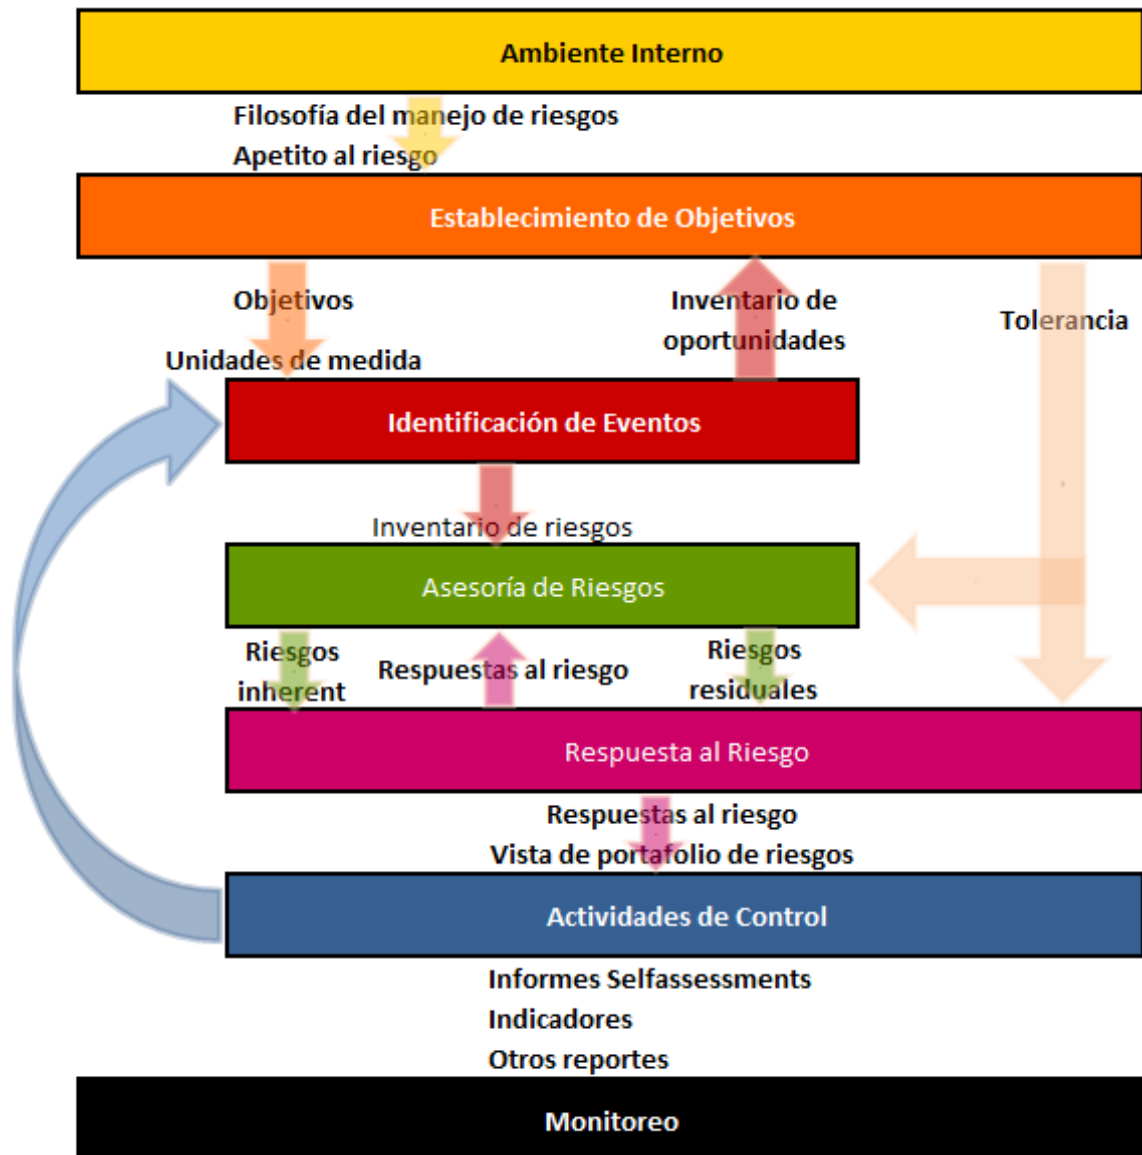 Ambiente Interno
Filosofía del manejo de riesgos
Apetito al riesgo
Establecimiento de Objetivos
Objetivos
Unidades de medida
Inventario de
oportunidades
Tolerancia
Identificación de Eventos
Inventario de riesgos
Asesoría de Riesgos
Riesgos
inherent
Respuestas al riesgo
Riesgos
residuales
Respuesta al Riesgo
Respuestas al riesgo
Vista de portafolio de riesgos
Actividades de Control
Informes Selfassessments
Indicadores
Otros reportes
Monitoreo